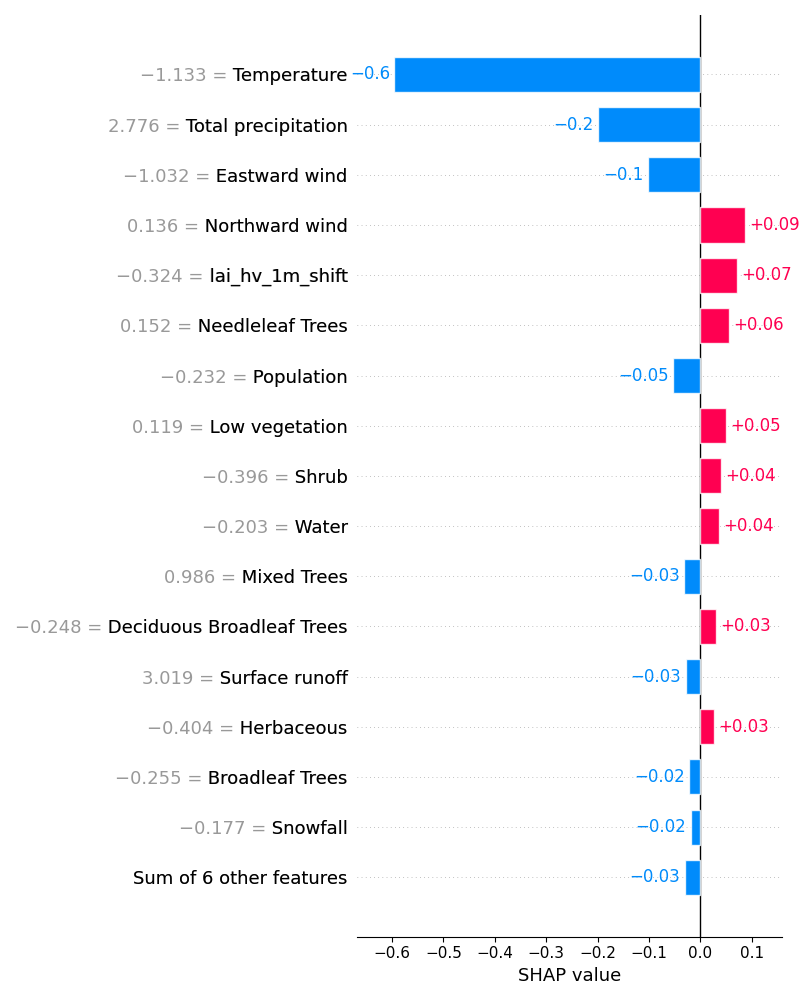 −1.133 = Temperature −0.6
2.776 = Total precipitation −0.2
−1.032 = Eastward wind −0.1
0.136 = Northward wind +0.09
−0.324 = lai_hv_1m_shift +0.07
0.152 = Needleleaf Trees +0.06
−0.232 = Population −0.05
0.119 = Low vegetation +0.05
−0.396 = Shrub +0.04
−0.203 = Water +0.04
0.986 = Mixed Trees −0.03
−0.248 = Deciduous Broadleaf Trees +0.03
3.019 = Surface runoff −0.03
−0.404 = Herbaceous +0.03
−0.255 = Broadleaf Trees −0.02
−0.177 = Snowfall −0.02
Sum of 6 other features −0.03
−0.6 −0.5 −0.4 −0.3 −0.2 −0.1 0.0 0.1
SHAP value